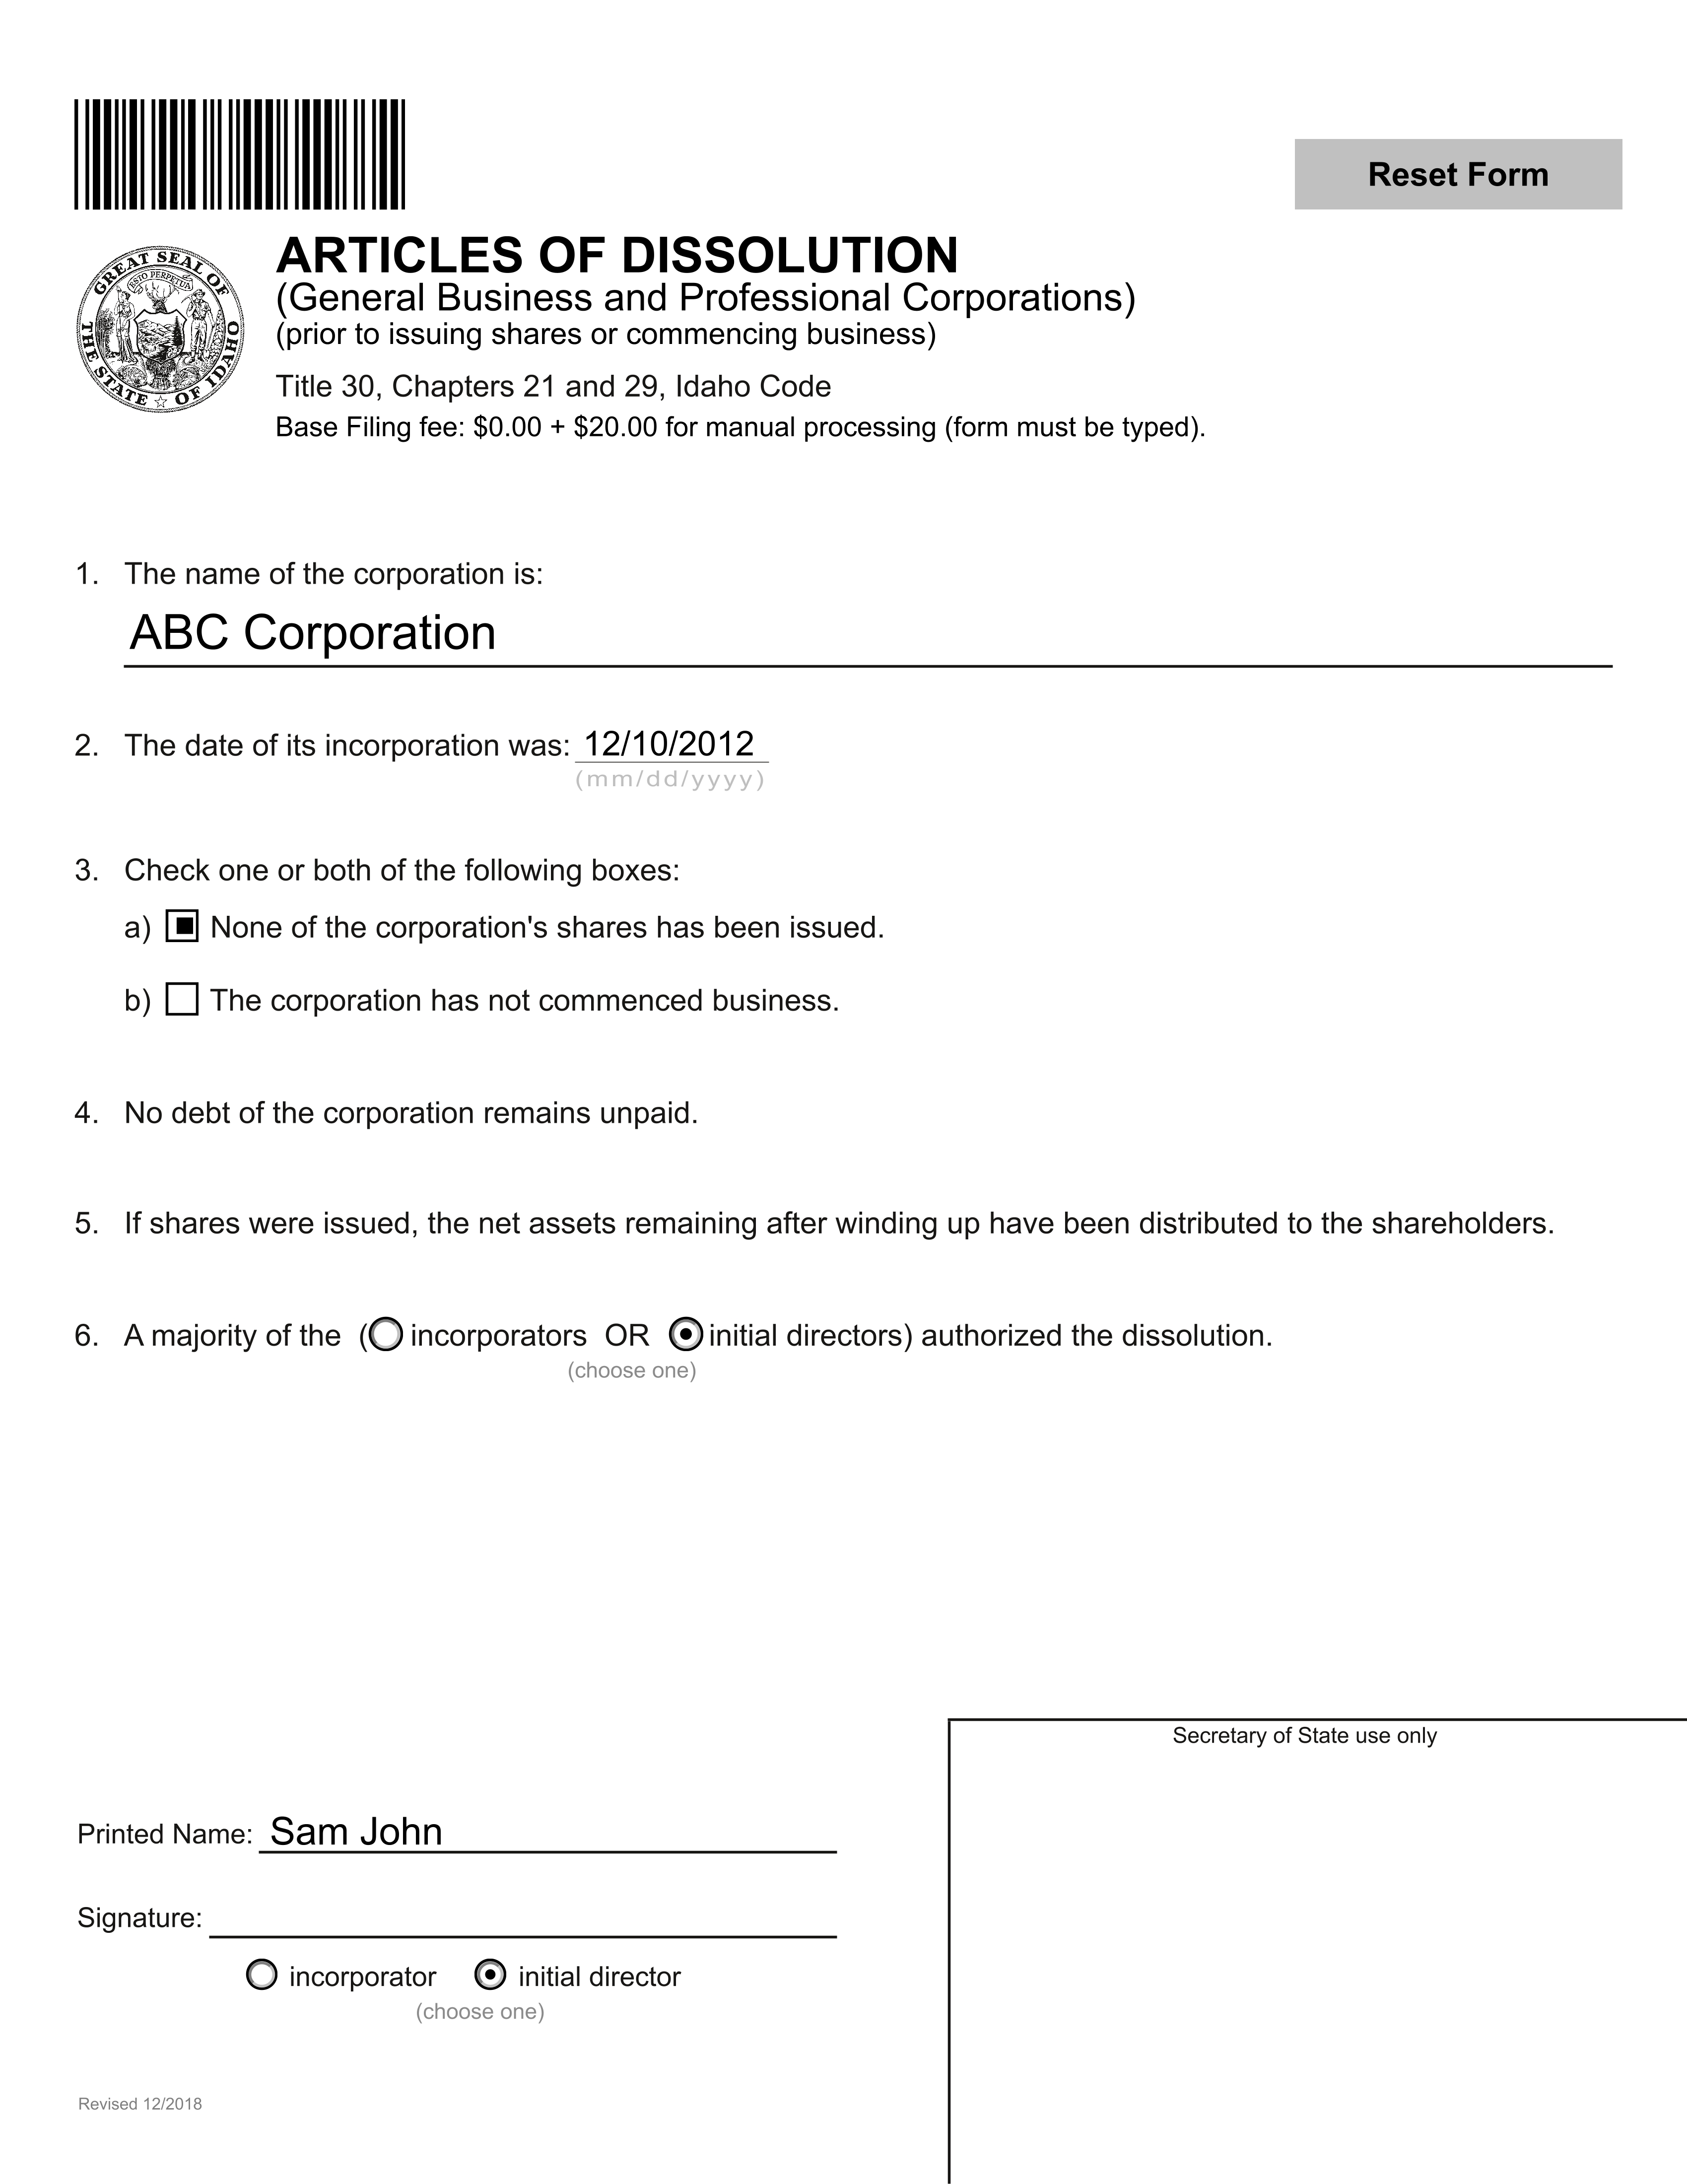 Reset Form
GREAT SEAL OF THE STATE OF IDAHO
ESTO PERPETUA
ARTICLES OF DISSOLUTION
(General Business and Professional Corporations)
(prior to issuing shares or commencing business)
Title 30, Chapters 21 and 29, Idaho Code
Base Filing fee: $0.00 + $20.00 for manual processing (form must be typed).
1. The name of the corporation is:
ABC Corporation
2. The date of its incorporation was: 12/10/2012
(mm/dd/yyyy)
3. Check one or both of the following boxes:
a) None of the corporation's shares has been issued.
b) The corporation has not commenced business.
4. No debt of the corporation remains unpaid.
5. If shares were issued, the net assets remaining after winding up have been distributed to the shareholders.
6. A majority of the ( incorporators OR initial directors) authorized the dissolution.
(choose one)
Secretary of State use only
Printed Name: Sam John
Signature:
incorporator initial director
(choose one)
Revised 12/2018